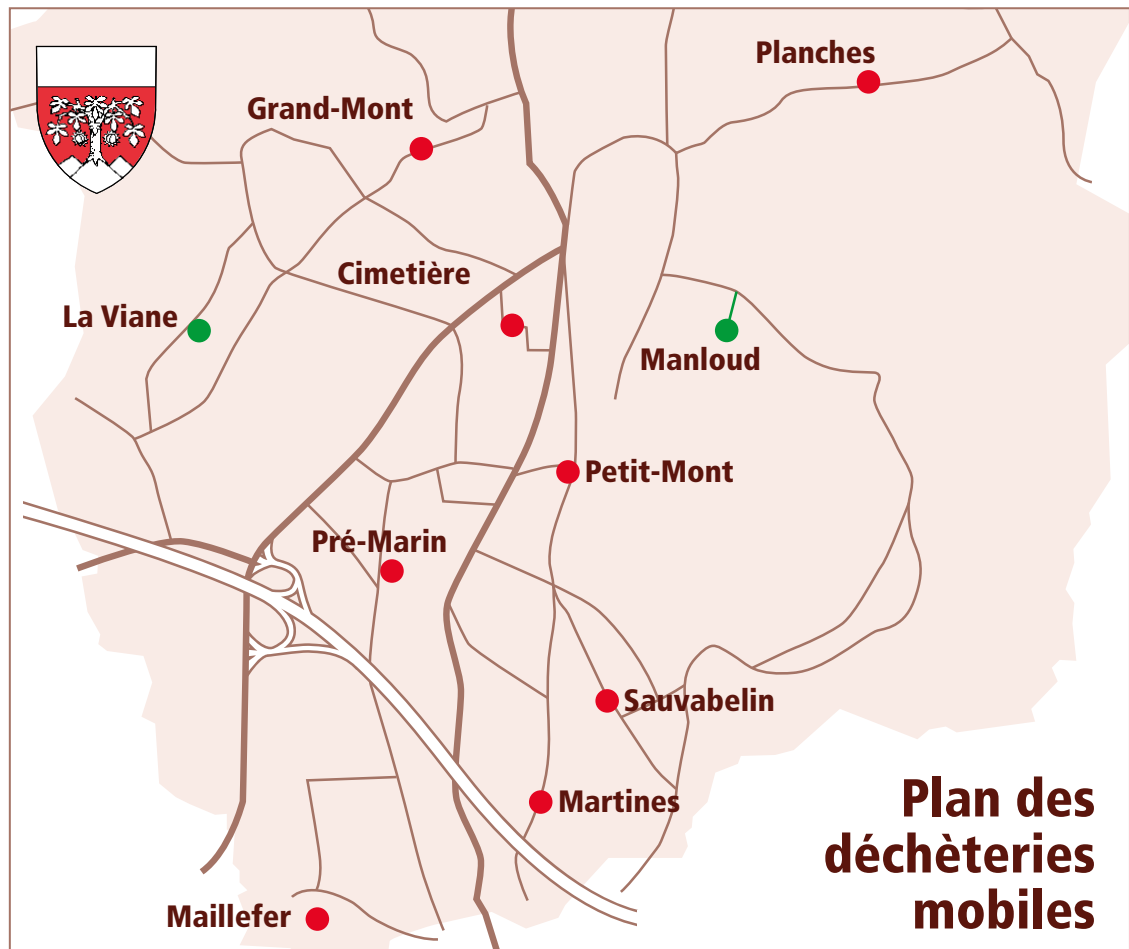 Planches
Grand-Mont
Cimetière
La Viane
Manloud
Petit-Mont
Pré-Marin
Sauvabelin
Martines
Maillefer
Plan des
déchèteries
mobiles